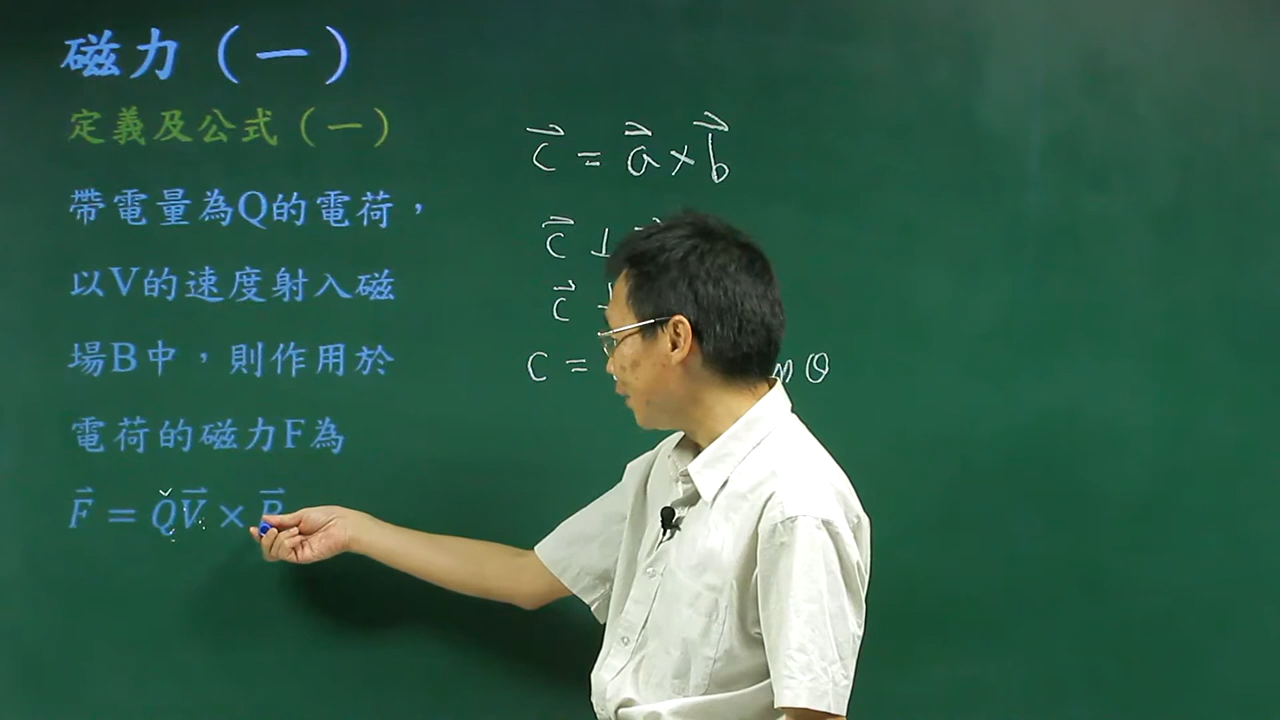 磁力（一）
定義及公式（一）
帶電量為Q的電荷，
以V的速度射入磁
場B中，則作用於
電荷的磁力F為
F⃗ = QV⃗ × B⃗
c⃗ = a⃗ × b⃗
c⃗ ⊥
c⃗
c =
θ